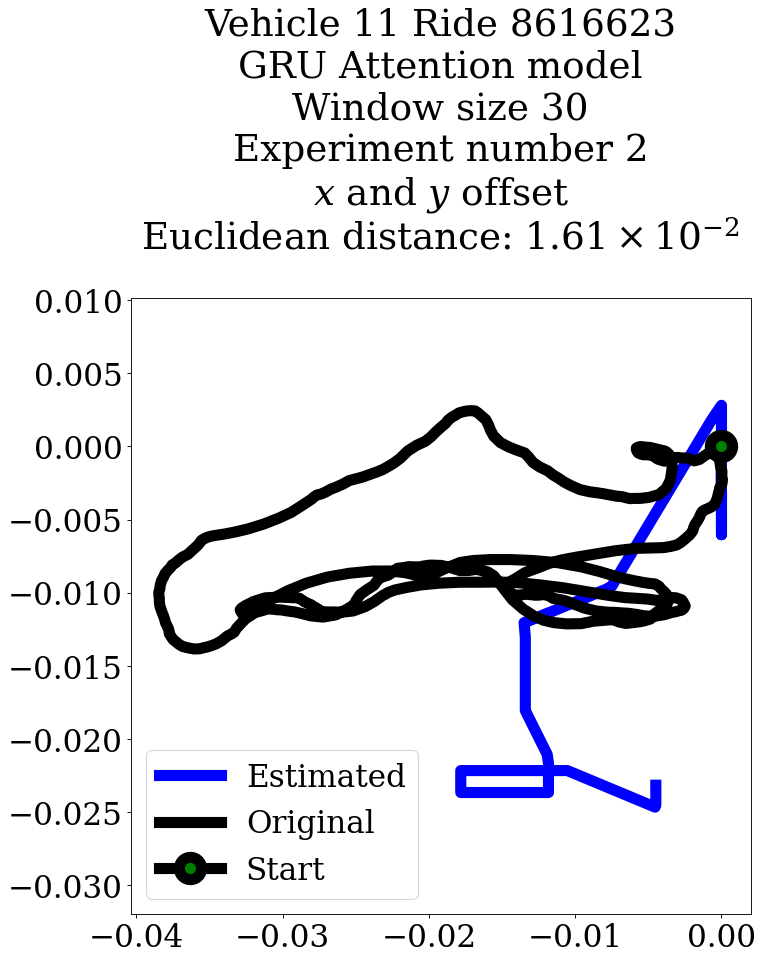 Vehicle 11 Ride 8616623
GRU Attention model
Window size 30
Experiment number 2
x and y offset
Euclidean distance: 1.61 × 10⁻²
0.010
0.005
0.000
−0.005
−0.010
−0.015
−0.020
−0.025
−0.030
Estimated
Original
Start
−0.04 −0.03 −0.02 −0.01 0.00